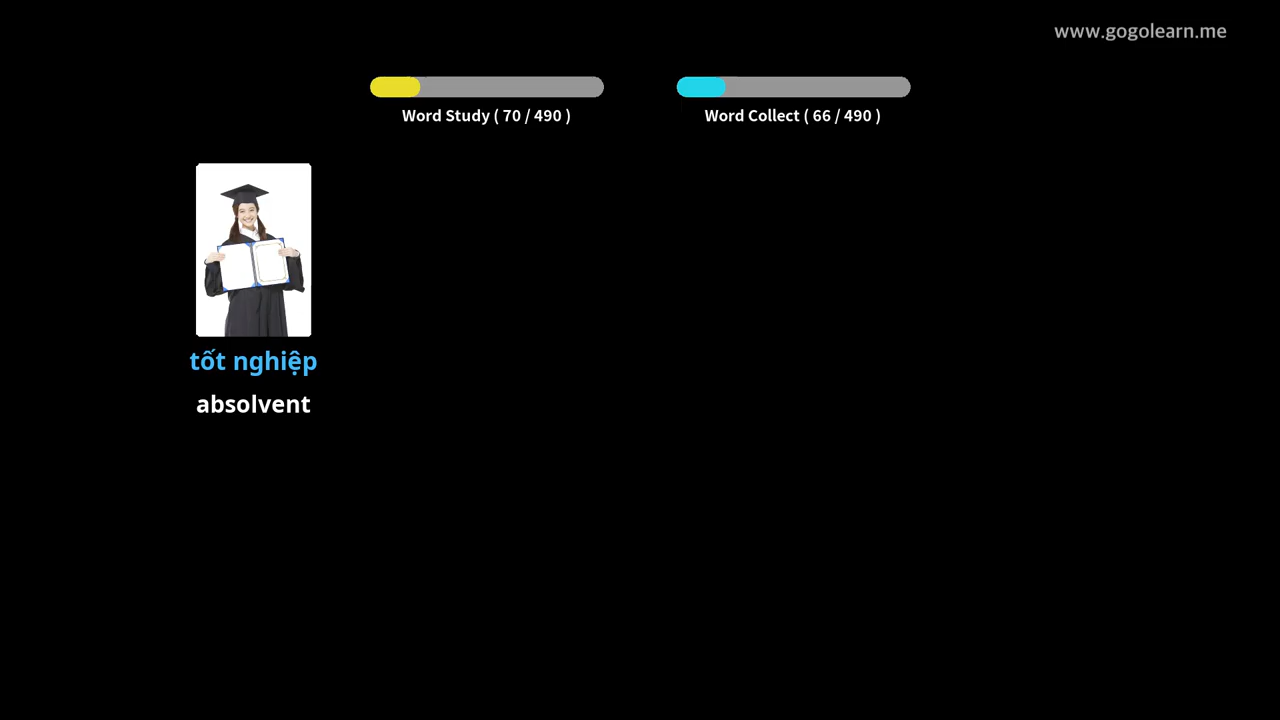 www.gogolearn.me
Word Study ( 70 / 490 )
Word Collect ( 66 / 490 )
tốt nghiệp
absolvent